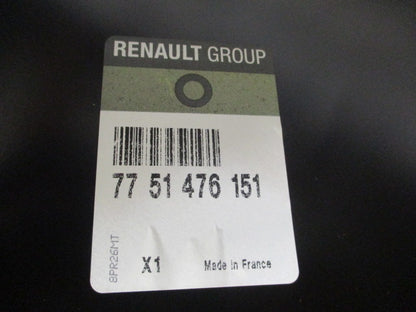 RENAULT GROUP
77 51 476 151
8PR26MT
X1 Made in France